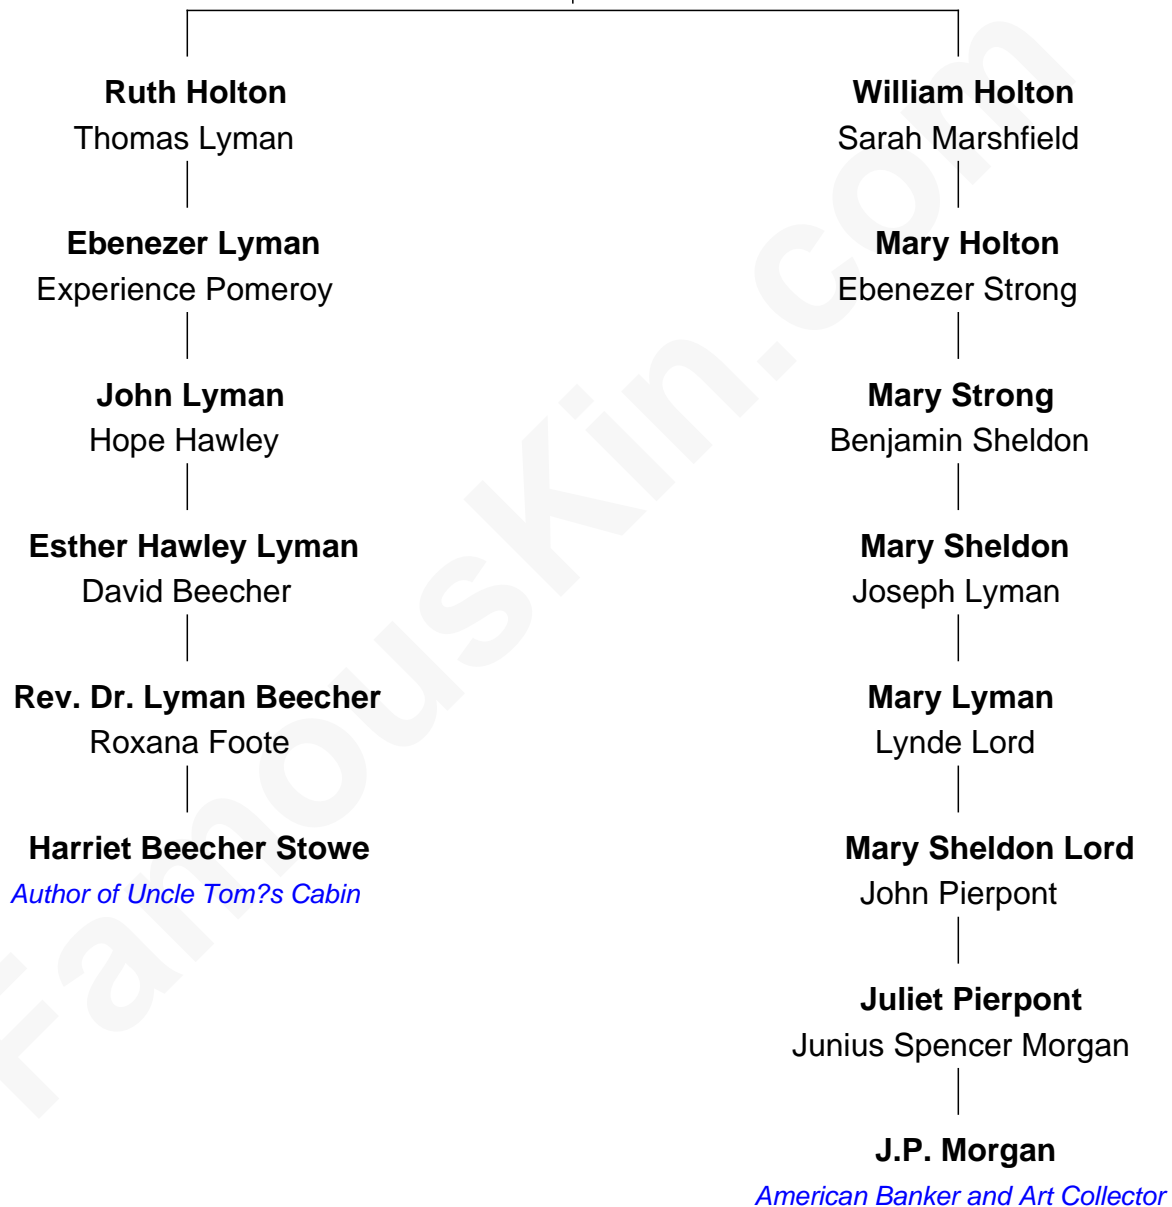 Ruth Holton
Thomas Lyman
William Holton
Sarah Marshfield
Ebenezer Lyman
Experience Pomeroy
Mary Holton
Ebenezer Strong
John Lyman
Hope Hawley
Mary Strong
Benjamin Sheldon
Esther Hawley Lyman
David Beecher
Mary Sheldon
Joseph Lyman
Rev. Dr. Lyman Beecher
Roxana Foote
Mary Lyman
Lynde Lord
Harriet Beecher Stowe
Author of Uncle Tom?s Cabin
Mary Sheldon Lord
John Pierpont
Juliet Pierpont
Junius Spencer Morgan
J.P. Morgan
American Banker and Art Collector
FamousKin.com